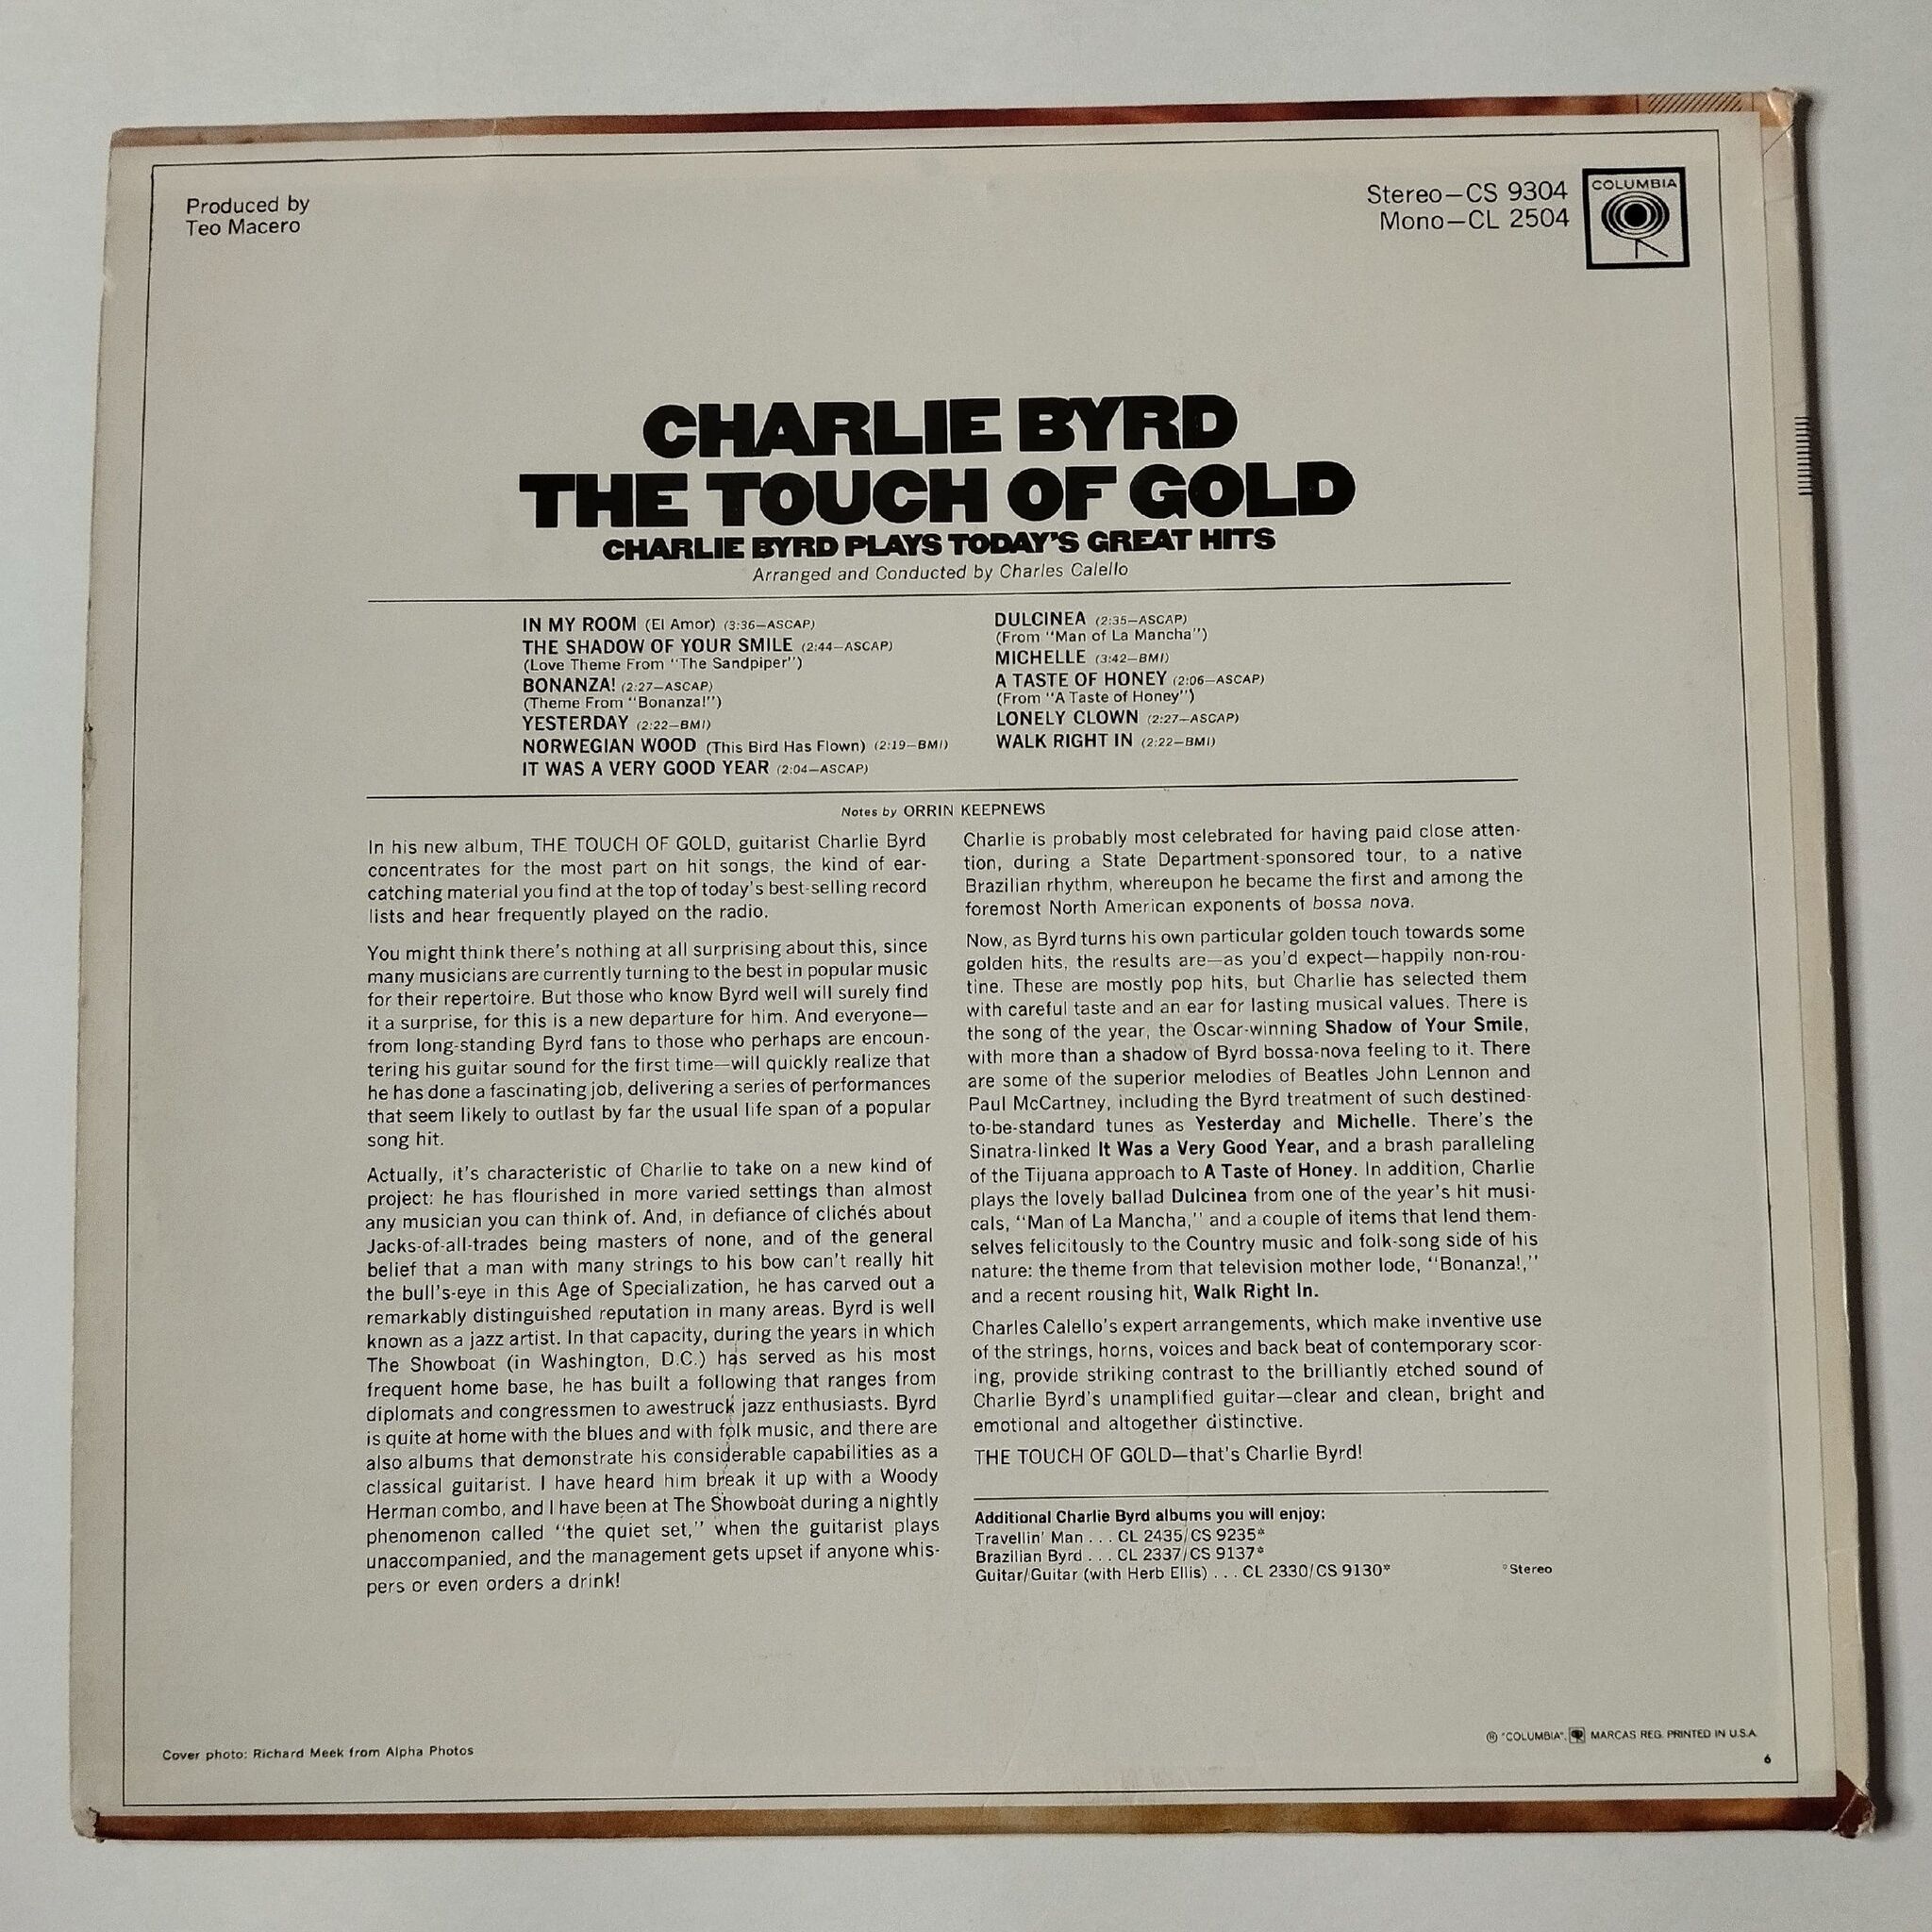 Produced by
Teo Macero
Stereo—CS 9304
Mono—CL 2504
COLUMBIA
CHARLIE BYRD
THE TOUCH OF GOLD
CHARLIE BYRD PLAYS TODAY'S GREAT HITS
Arranged and Conducted by Charles Calello
IN MY ROOM (El Amor) (3:36—ASCAP)
THE SHADOW OF YOUR SMILE (2:44—ASCAP)
(Love Theme From "The Sandpiper")
BONANZA! (2:27—ASCAP)
(Theme From "Bonanza!")
YESTERDAY (2:22—BMI)
NORWEGIAN WOOD (This Bird Has Flown) (2:19—BMI)
IT WAS A VERY GOOD YEAR (2:04—ASCAP)
DULCINEA (2:35—ASCAP)
(From "Man of La Mancha")
MICHELLE (3:42—BMI)
A TASTE OF HONEY (2:06—ASCAP)
(From "A Taste of Honey")
LONELY CLOWN (2:27—ASCAP)
WALK RIGHT IN (2:22—BMI)
Notes by ORRIN KEEPNEWS
In his new album, THE TOUCH OF GOLD, guitarist Charlie Byrd
concentrates for the most part on hit songs, the kind of ear-
catching material you find at the top of today's best-selling record
lists and hear frequently played on the radio.
You might think there's nothing at all surprising about this, since
many musicians are currently turning to the best in popular music
for their repertoire. But those who know Byrd well will surely find
it a surprise, for this is a new departure for him. And everyone—
from long-standing Byrd fans to those who perhaps are encoun-
tering his guitar sound for the first time—will quickly realize that
he has done a fascinating job, delivering a series of performances
that seem likely to outlast by far the usual life span of a popular
song hit.
Actually, it's characteristic of Charlie to take on a new kind of
project: he has flourished in more varied settings than almost
any musician you can think of. And, in defiance of clichés about
Jacks-of-all-trades being masters of none, and of the general
belief that a man with many strings to his bow can't really hit
the bull's-eye in this Age of Specialization, he has carved out a
remarkably distinguished reputation in many areas. Byrd is well
known as a jazz artist. In that capacity, during the years in which
The Showboat (in Washington, D.C.) has served as his most
frequent home base, he has built a following that ranges from
diplomats and congressmen to awestruck jazz enthusiasts. Byrd
is quite at home with the blues and with folk music, and there are
also albums that demonstrate his considerable capabilities as a
classical guitarist. I have heard him break it up with a Woody
Herman combo, and I have been at The Showboat during a nightly
phenomenon called "the quiet set," when the guitarist plays
unaccompanied, and the management gets upset if anyone whis-
pers or even orders a drink!
Charlie is probably most celebrated for having paid close atten-
tion, during a State Department-sponsored tour, to a native
Brazilian rhythm, whereupon he became the first and among the
foremost North American exponents of bossa nova.
Now, as Byrd turns his own particular golden touch towards some
golden hits, the results are—as you'd expect—happily non-rou-
tine. These are mostly pop hits, but Charlie has selected them
with careful taste and an ear for lasting musical values. There is
the song of the year, the Oscar-winning Shadow of Your Smile,
with more than a shadow of Byrd bossa-nova feeling to it. There
are some of the superior melodies of Beatles John Lennon and
Paul McCartney, including the Byrd treatment of such destined-
to-be-standard tunes as Yesterday and Michelle. There's the
Sinatra-linked It Was a Very Good Year, and a brash paralleling
of the Tijuana approach to A Taste of Honey. In addition, Charlie
plays the lovely ballad Dulcinea from one of the year's hit musi-
cals, "Man of La Mancha," and a couple of items that lend them-
selves felicitously to the Country music and folk-song side of his
nature: the theme from that television mother lode, "Bonanza!,"
and a recent rousing hit, Walk Right In.
Charles Calello's expert arrangements, which make inventive use
of the strings, horns, voices and back beat of contemporary scor-
ing, provide striking contrast to the brilliantly etched sound of
Charlie Byrd's unamplified guitar—clear and clean, bright and
emotional and altogether distinctive.
THE TOUCH OF GOLD—that's Charlie Byrd!
Additional Charlie Byrd albums you will enjoy:
Travellin' Man . . . CL 2435/CS 9235*
Brazilian Byrd . . . CL 2337/CS 9137*
Guitar/Guitar (with Herb Ellis) . . . CL 2330/CS 9130*
*Stereo
Cover photo: Richard Meek from Alpha Photos
® "COLUMBIA", MARCAS REG. PRINTED IN U.S.A.
6